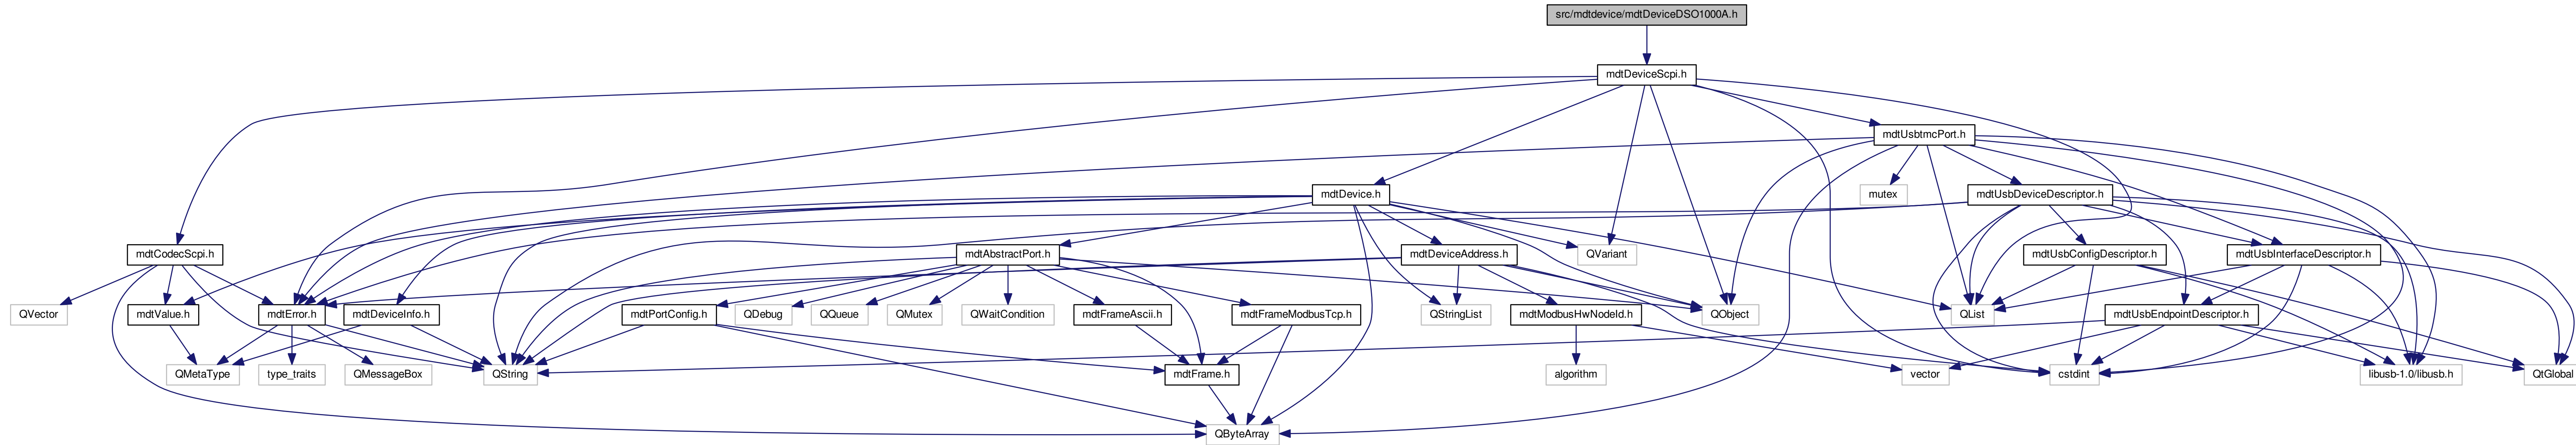 src/mdtdevice/mdtDeviceDSO1000A.h
mdtDeviceScpi.h
mdtUsbtmcPort.h
mdtDevice.h
mutex
mdtUsbDeviceDescriptor.h
mdtCodecScpi.h
mdtAbstractPort.h
mdtDeviceAddress.h
QVariant
mdtUsbConfigDescriptor.h
mdtUsbInterfaceDescriptor.h
QVector
mdtValue.h
mdtError.h
mdtDeviceInfo.h
mdtPortConfig.h
QDebug
QQueue
QMutex
QWaitCondition
mdtFrameAscii.h
mdtFrameModbusTcp.h
QStringList
mdtModbusHwNodeId.h
QObject
QList
mdtUsbEndpointDescriptor.h
QMetaType
type_traits
QMessageBox
QString
mdtFrame.h
algorithm
vector
cstdint
libusb-1.0/libusb.h
QtGlobal
QByteArray